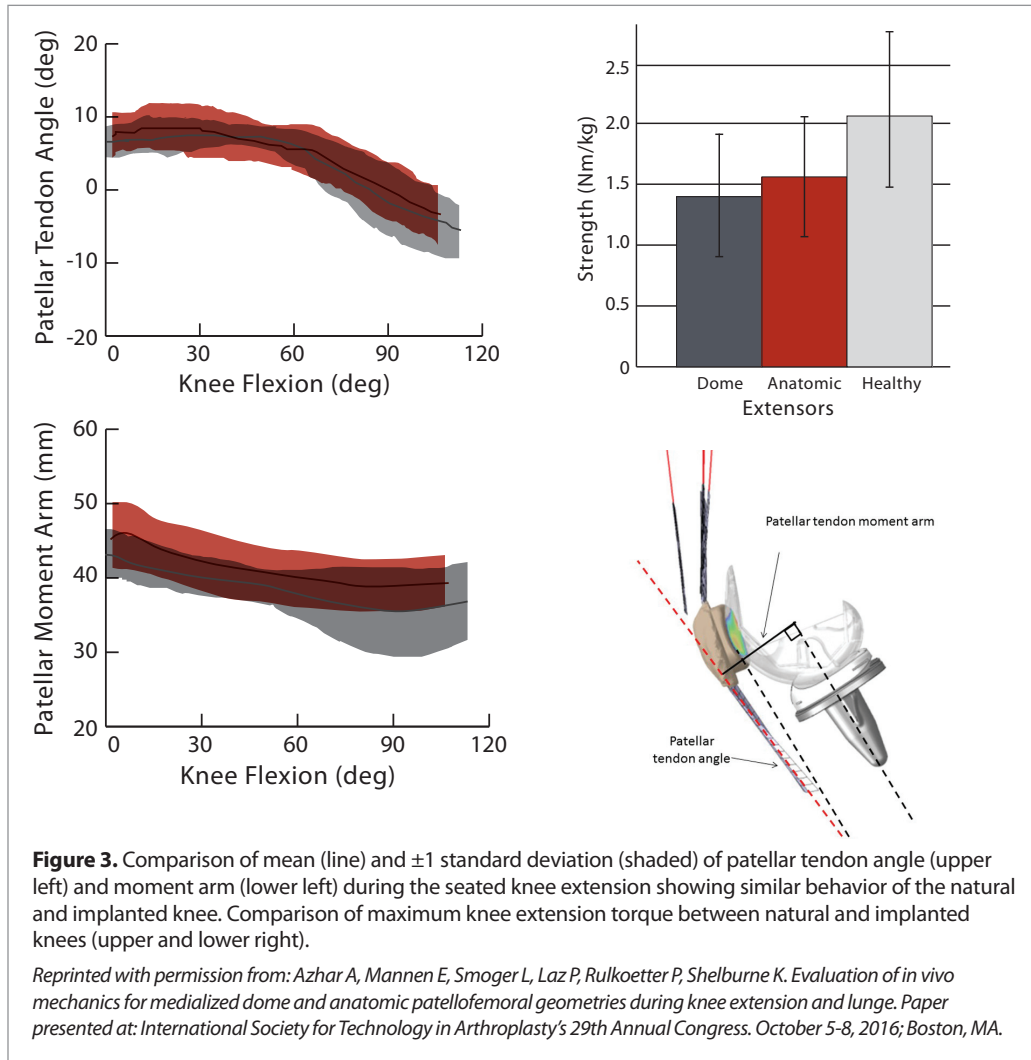 Patellar Tendon Angle (deg)
20
10
0
-10
-20
0 30 60 90 120
Knee Flexion (deg)
Strength (Nm/kg)
2.5
2.0
1.5
1.0
0.5
0
Dome Anatomic Healthy
Extensors
Patellar Moment Arm (mm)
60
50
40
30
20
0 30 60 90 120
Knee Flexion (deg)
Patellar tendon moment arm
Patellar
tendon angle
Figure 3. Comparison of mean (line) and ±1 standard deviation (shaded) of patellar tendon angle (upper
left) and moment arm (lower left) during the seated knee extension showing similar behavior of the natural
and implanted knee. Comparison of maximum knee extension torque between natural and implanted
knees (upper and lower right).
Reprinted with permission from: Azhar A, Mannen E, Smoger L, Laz P, Rulkoetter P, Shelburne K. Evaluation of in vivo
mechanics for medialized dome and anatomic patellofemoral geometries during knee extension and lunge. Paper
presented at: International Society for Technology in Arthroplasty's 29th Annual Congress. October 5-8, 2016; Boston, MA.